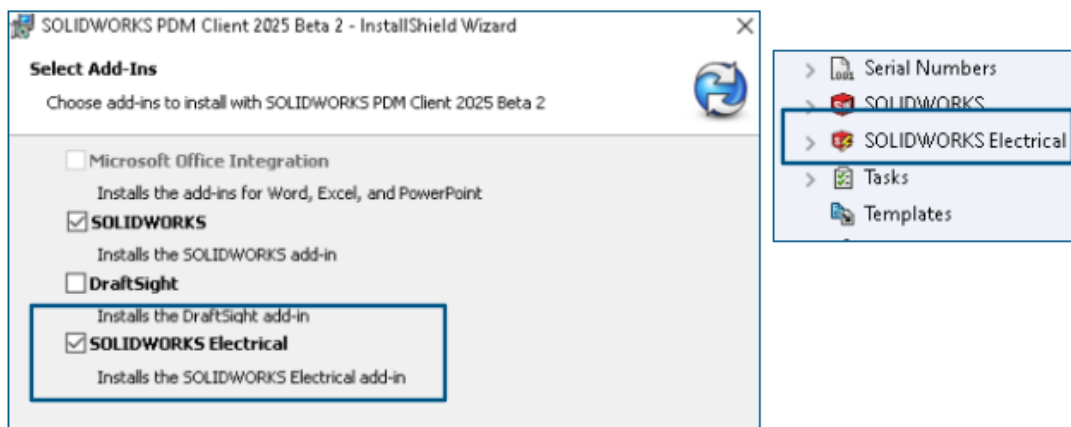 SOLIDWORKS PDM Client 2025 Beta 2 - InstallShield Wizard
Select Add-Ins
Choose add-ins to install with SOLIDWORKS PDM Client 2025 Beta 2
Microsoft Office Integration
Installs the add-ins for Word, Excel, and PowerPoint
SOLIDWORKS
Installs the SOLIDWORKS add-in
DraftSight
Installs the DraftSight add-in
SOLIDWORKS Electrical
Installs the SOLIDWORKS Electrical add-in
Serial Numbers
SOLIDWORKS
SOLIDWORKS Electrical
Tasks
Templates